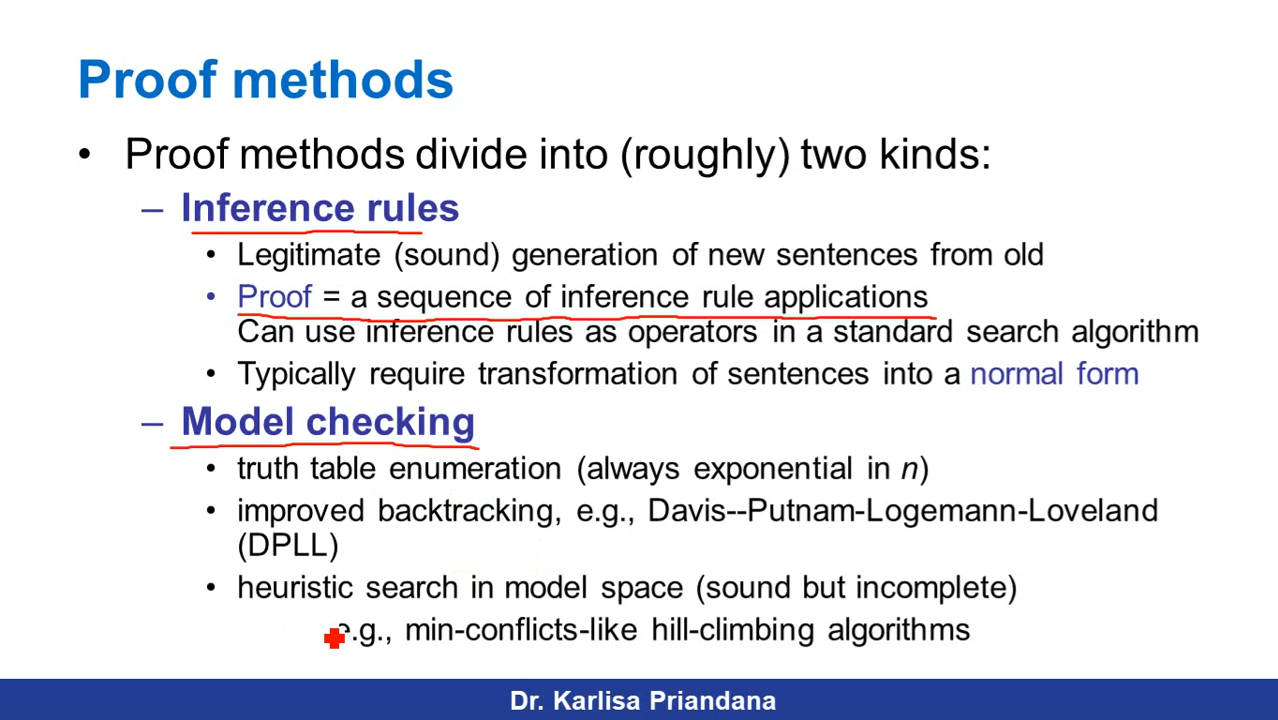 Proof methods
• Proof methods divide into (roughly) two kinds:
– Inference rules
• Legitimate (sound) generation of new sentences from old
• Proof = a sequence of inference rule applications
Can use inference rules as operators in a standard search algorithm
• Typically require transformation of sentences into a normal form
– Model checking
• truth table enumeration (always exponential in n)
• improved backtracking, e.g., Davis--Putnam-Logemann-Loveland
(DPLL)
• heuristic search in model space (sound but incomplete)
e.g., min-conflicts-like hill-climbing algorithms
Dr. Karlisa Priandana